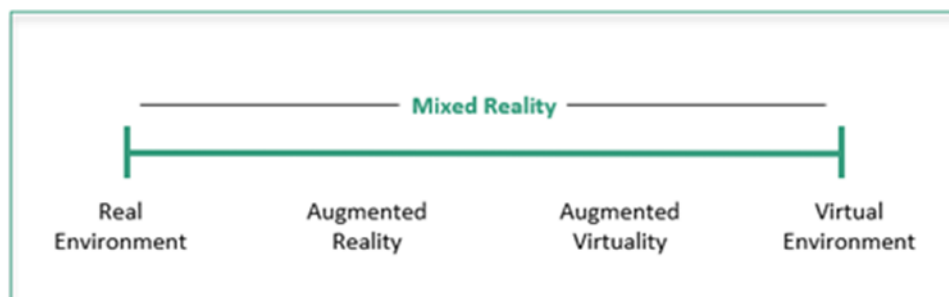 Mixed Reality
Real Environment
Augmented Reality
Augmented Virtuality
Virtual Environment